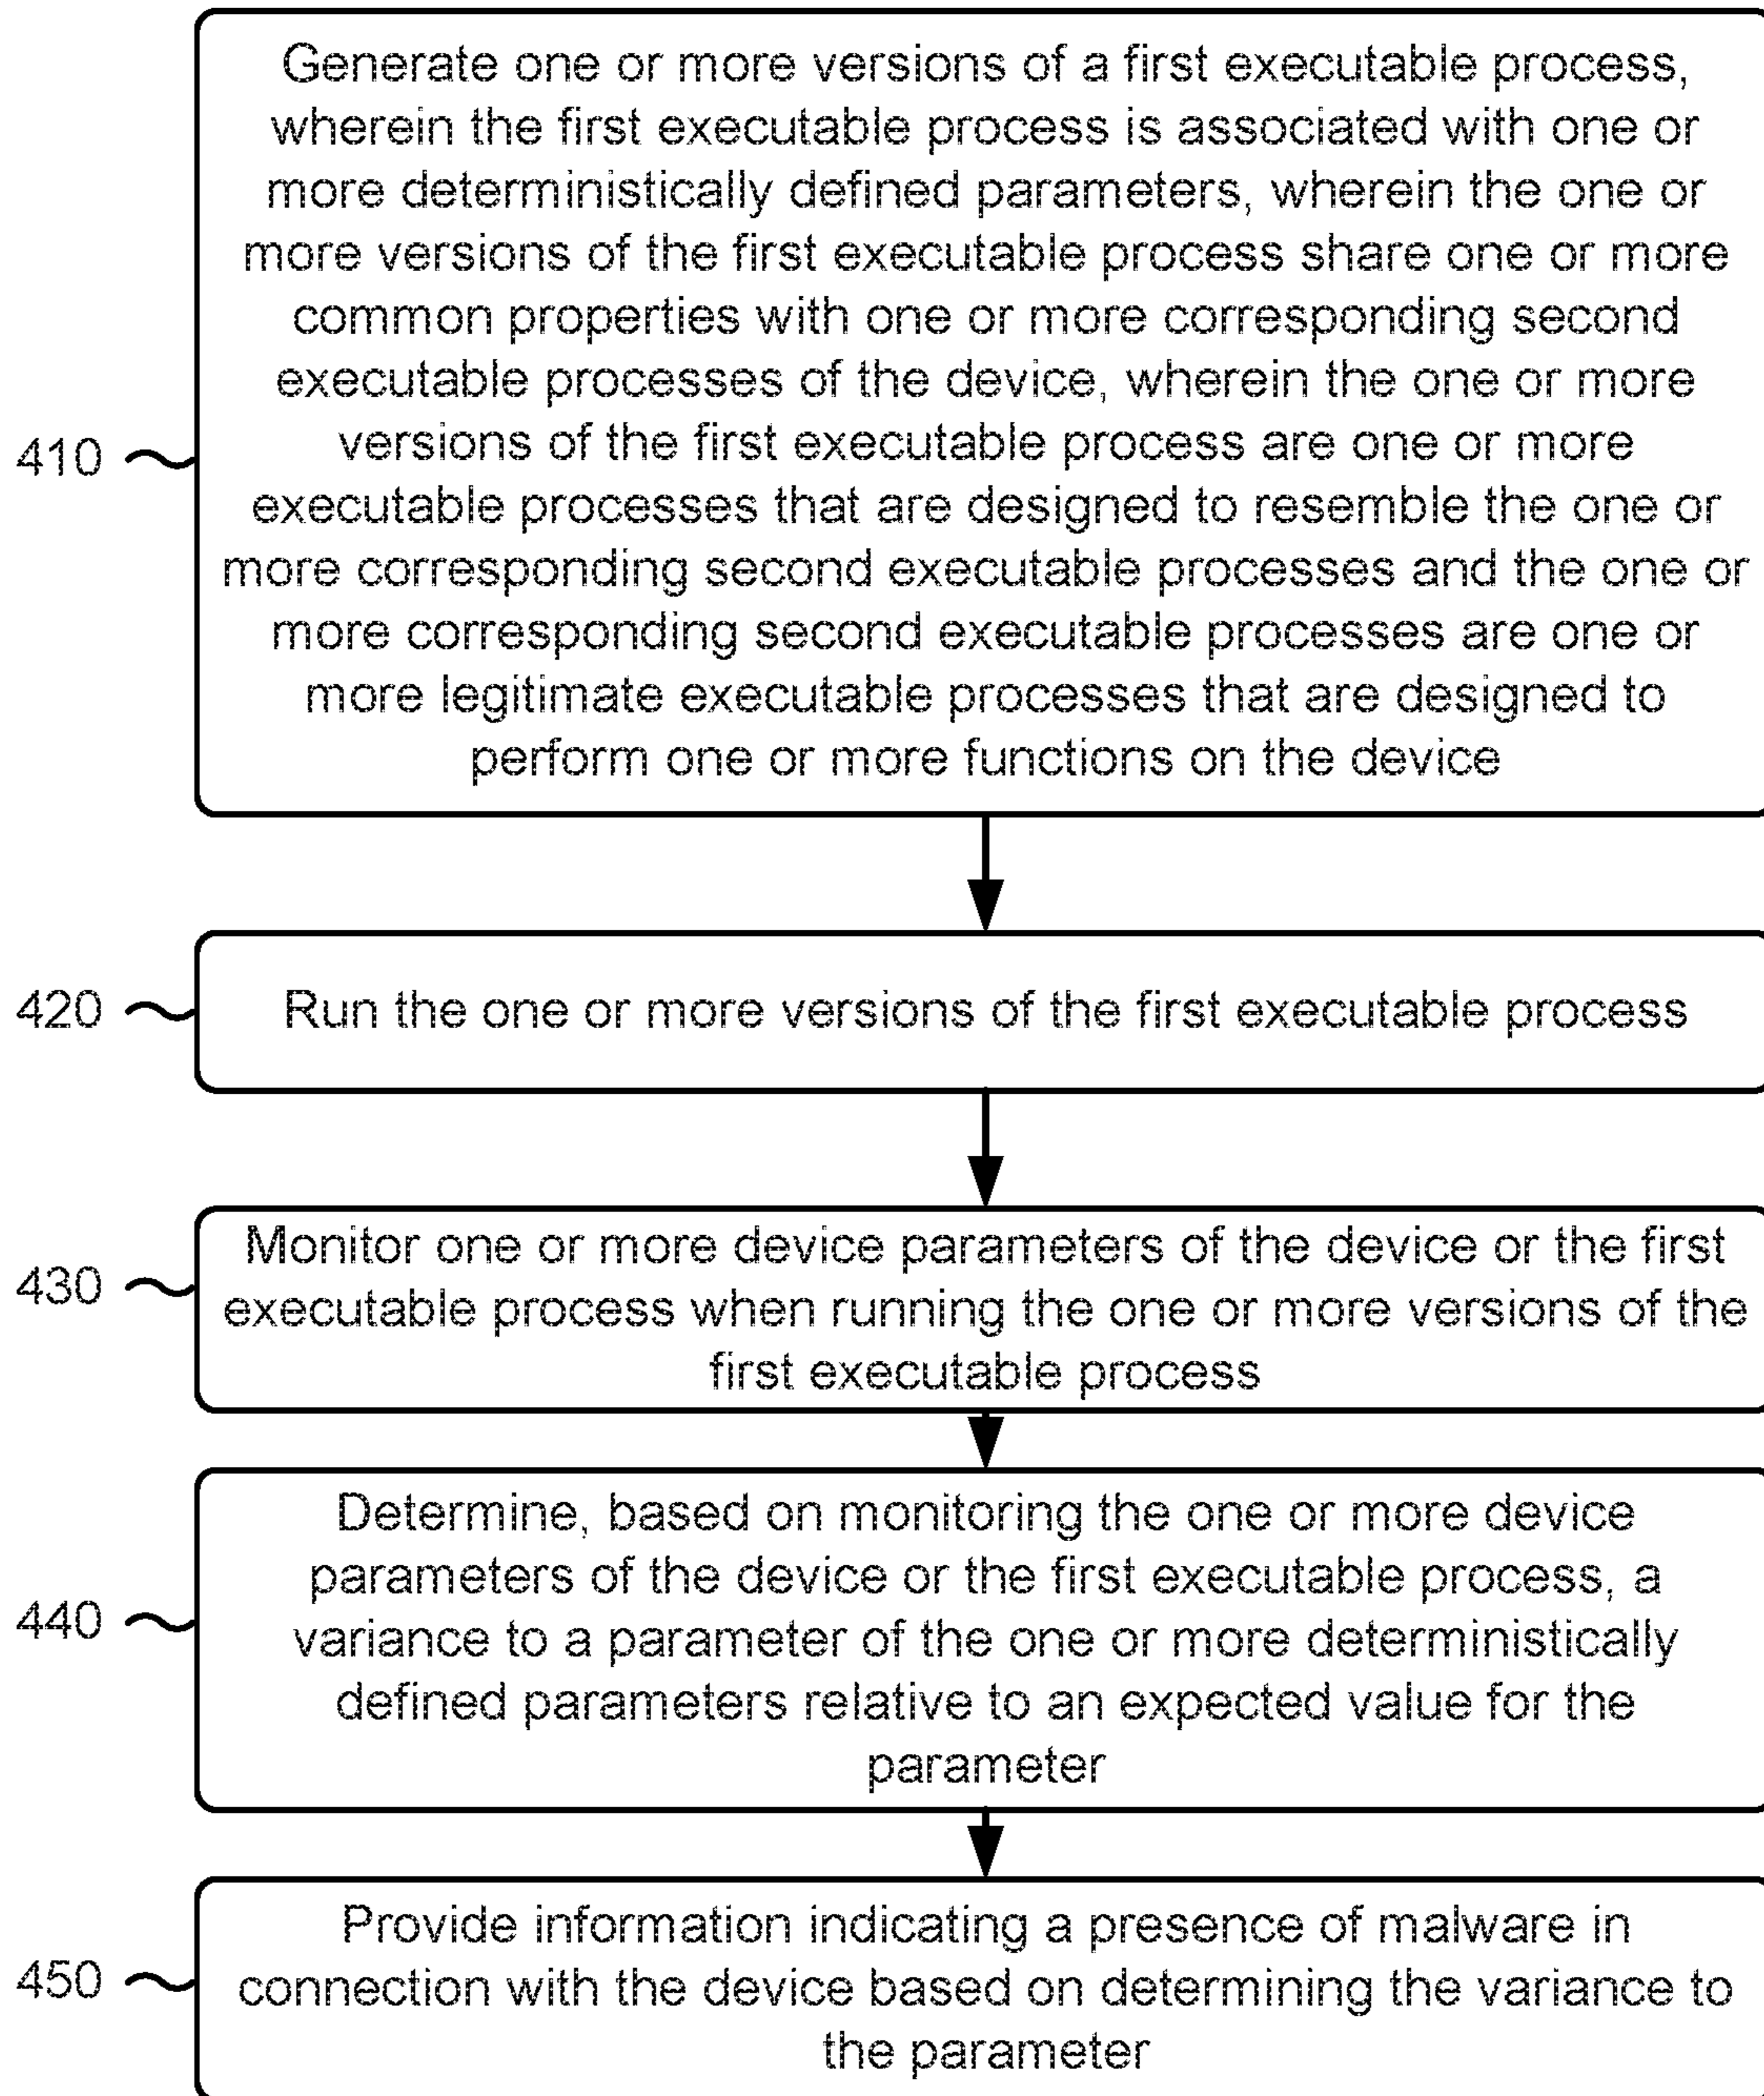 Generate one or more versions of a first executable process,
wherein the first executable process is associated with one or
more deterministically defined parameters, wherein the one or
more versions of the first executable process share one or more
common properties with one or more corresponding second
executable processes of the device, wherein the one or more
410
versions of the first executable process are one or more
executable processes that are designed to resemble the one or
more corresponding second executable processes and the one or
more corresponding second executable processes are one or
more legitimate executable processes that are designed to
perform one or more functions on the device
420
Run the one or more versions of the first executable process
430
Monitor one or more device parameters of the device or the first
executable process when running the one or more versions of the
first executable process
440
Determine, based on monitoring the one or more device
parameters of the device or the first executable process, a
variance to a parameter of the one or more deterministically
defined parameters relative to an expected value for the
parameter
450
Provide information indicating a presence of malware in
connection with the device based on determining the variance to
the parameter